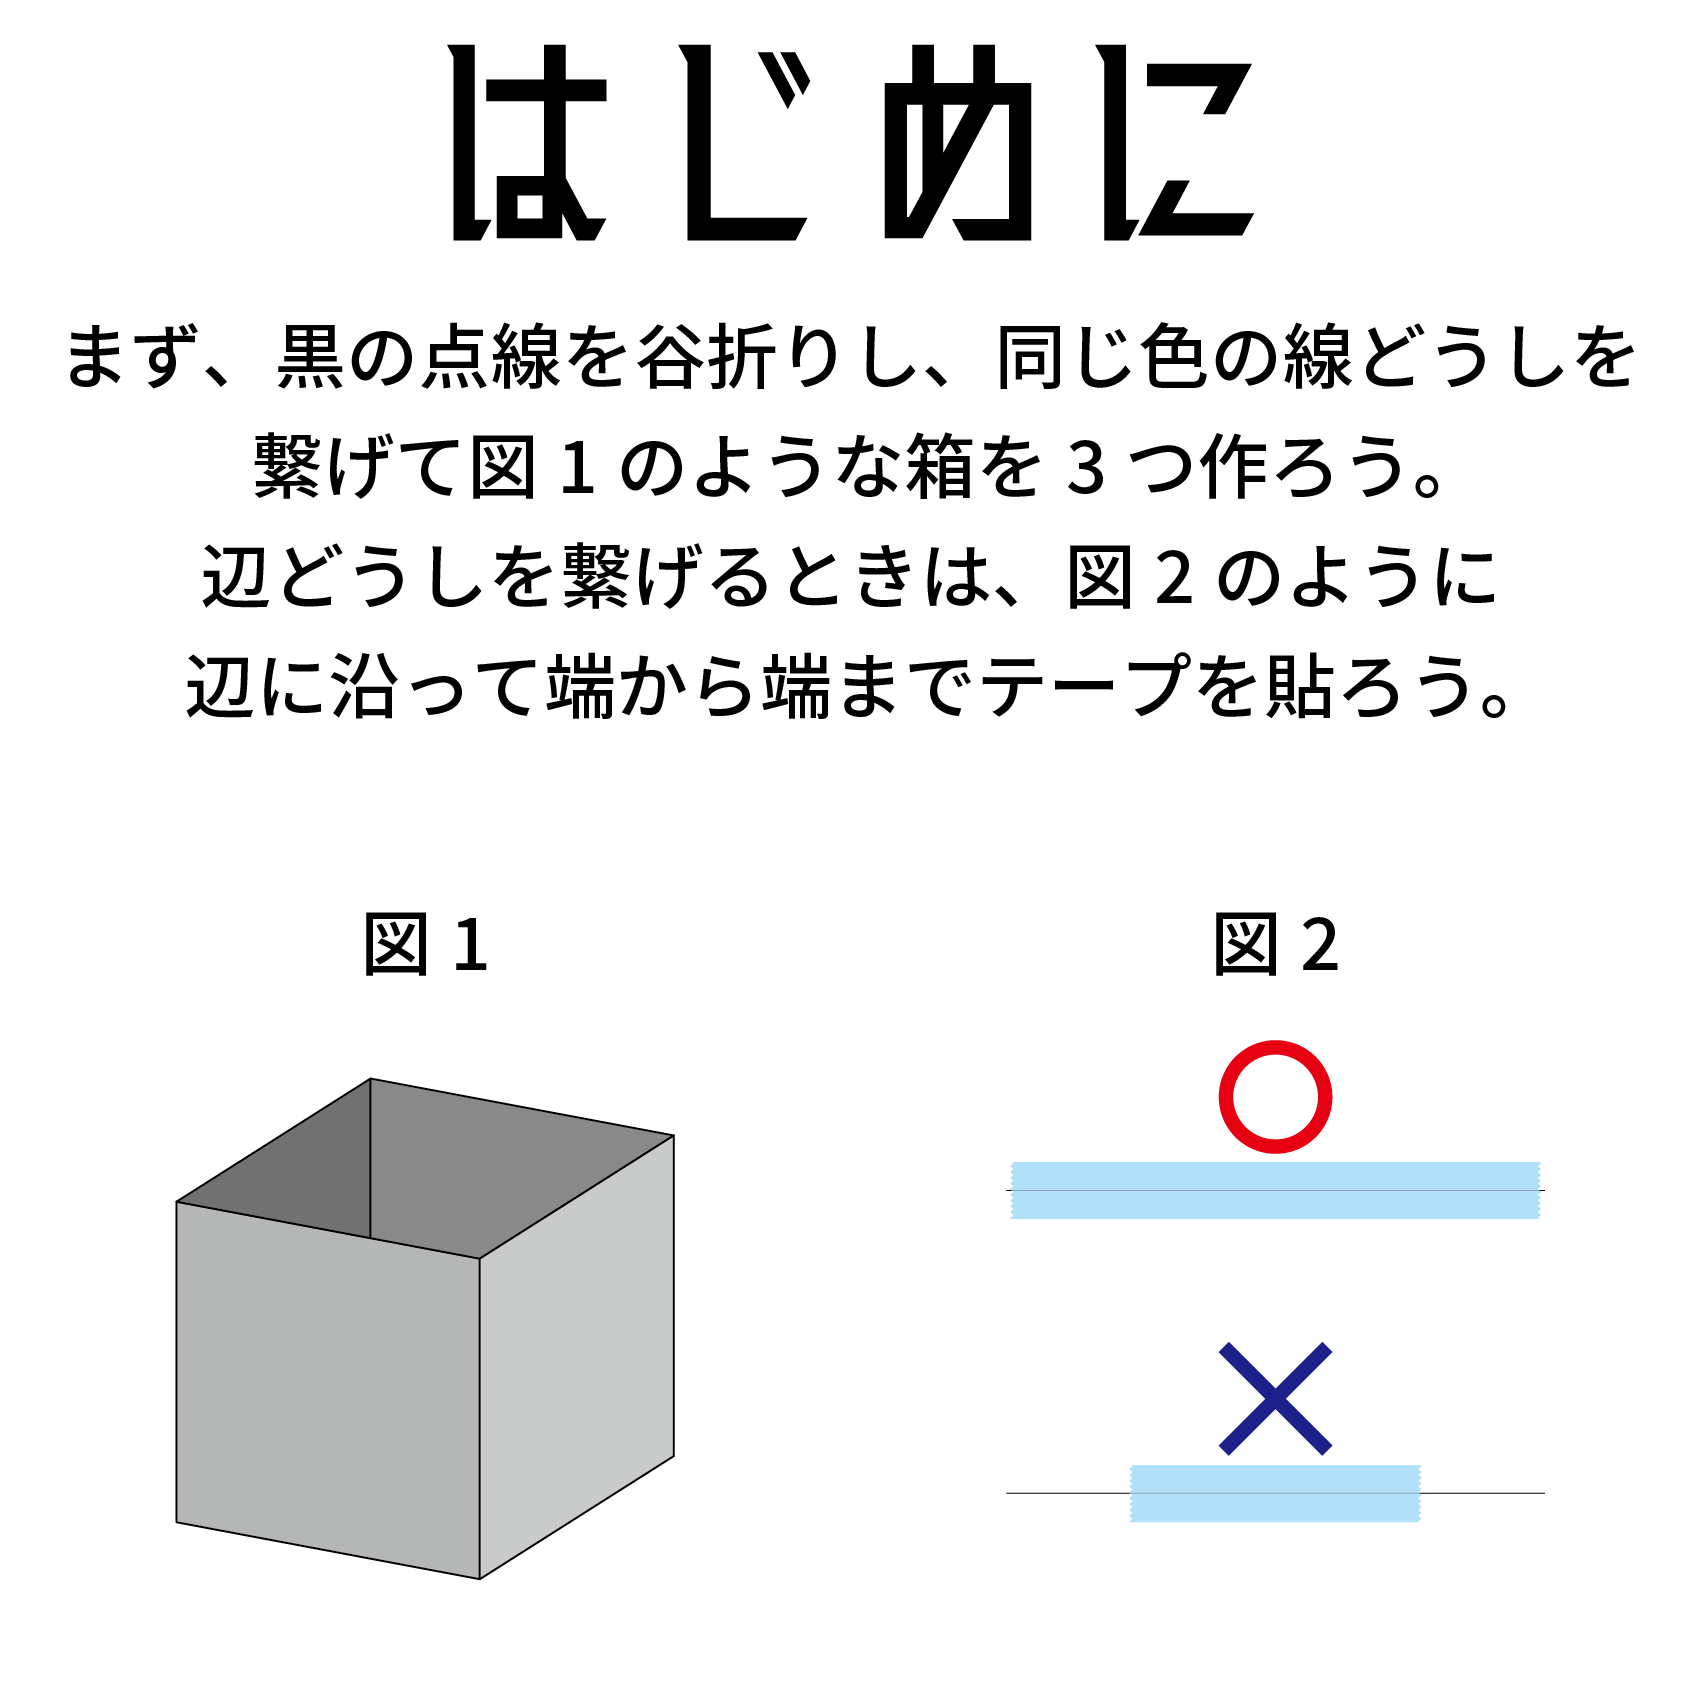 はじめに
まず、黒の点線を谷折りし、同じ色の線どうしを
繋げて図1のような箱を3つ作ろう。
辺どうしを繋げるときは、図2のように
辺に沿って端から端までテープを貼ろう。
図1
図2